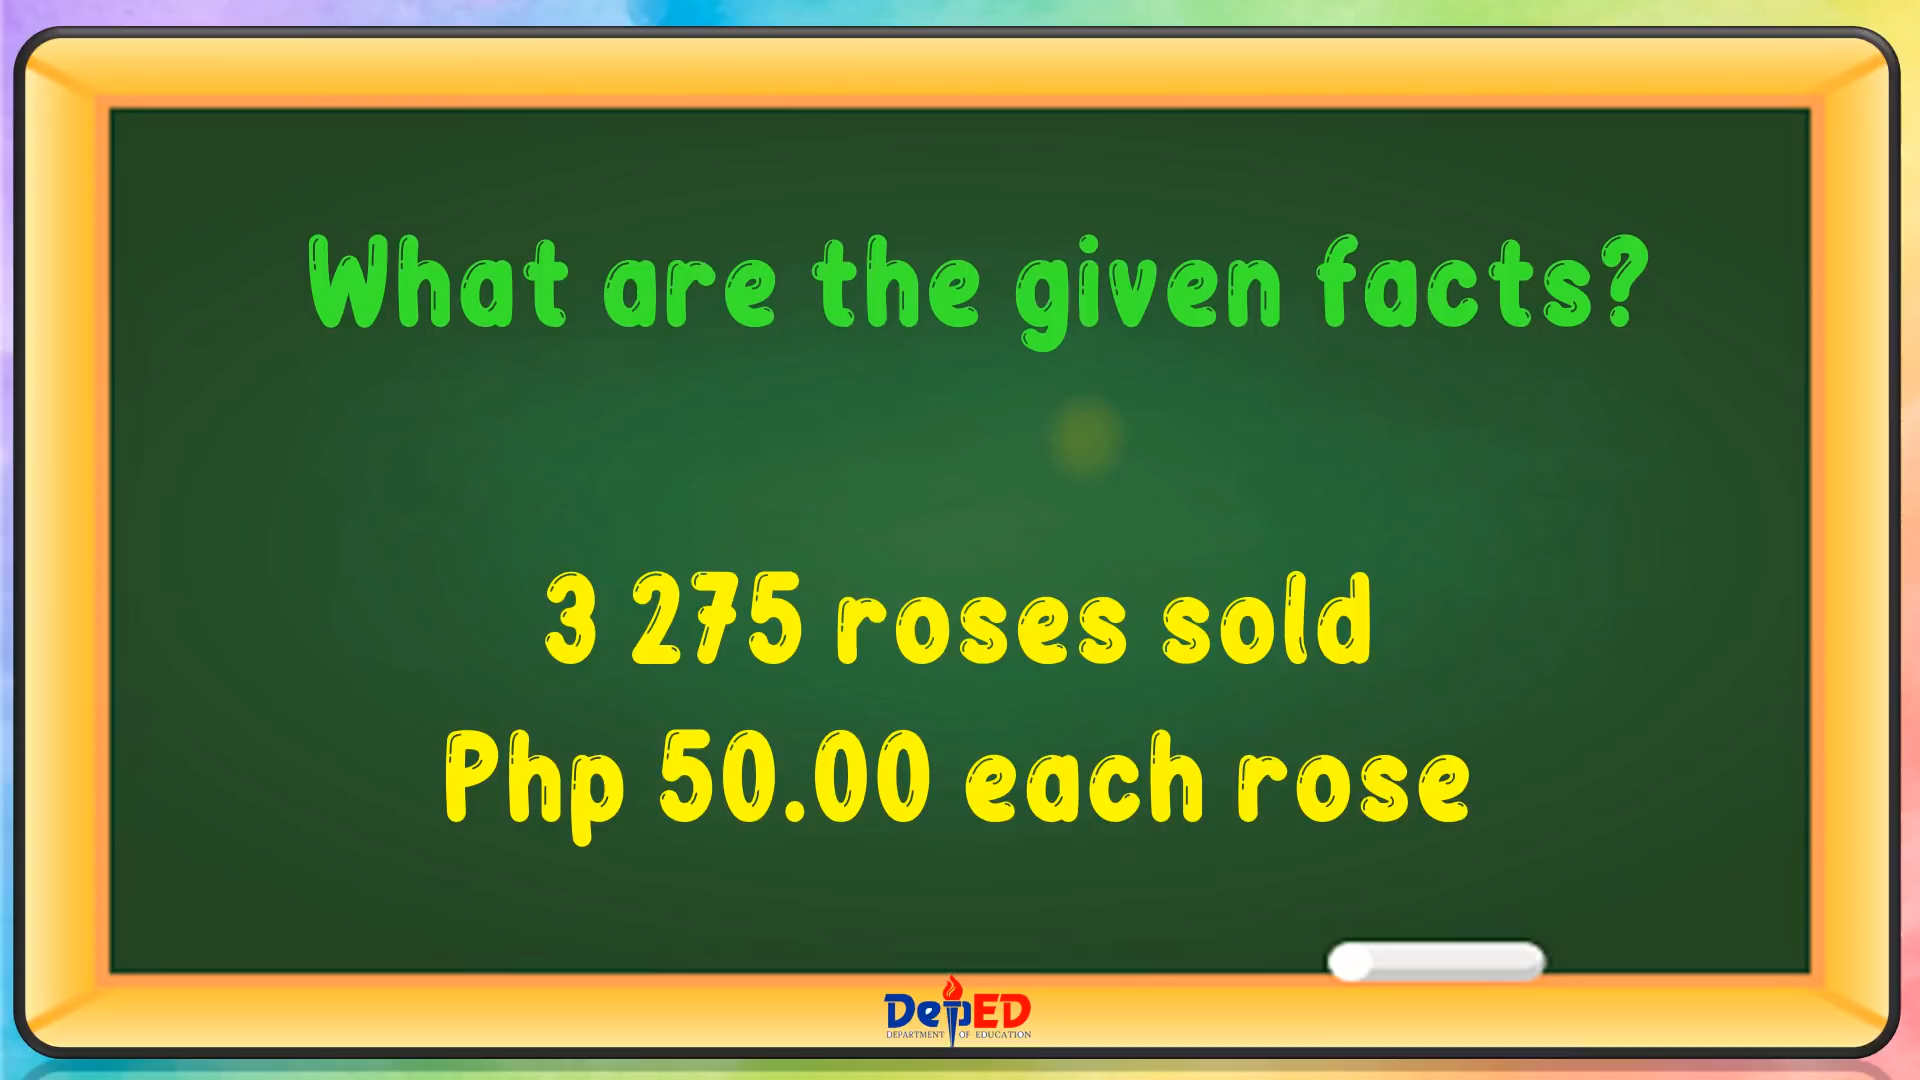 What are the given facts?
3 275 roses sold
Php 50.00 each rose
DepED
DEPARTMENT OF EDUCATION